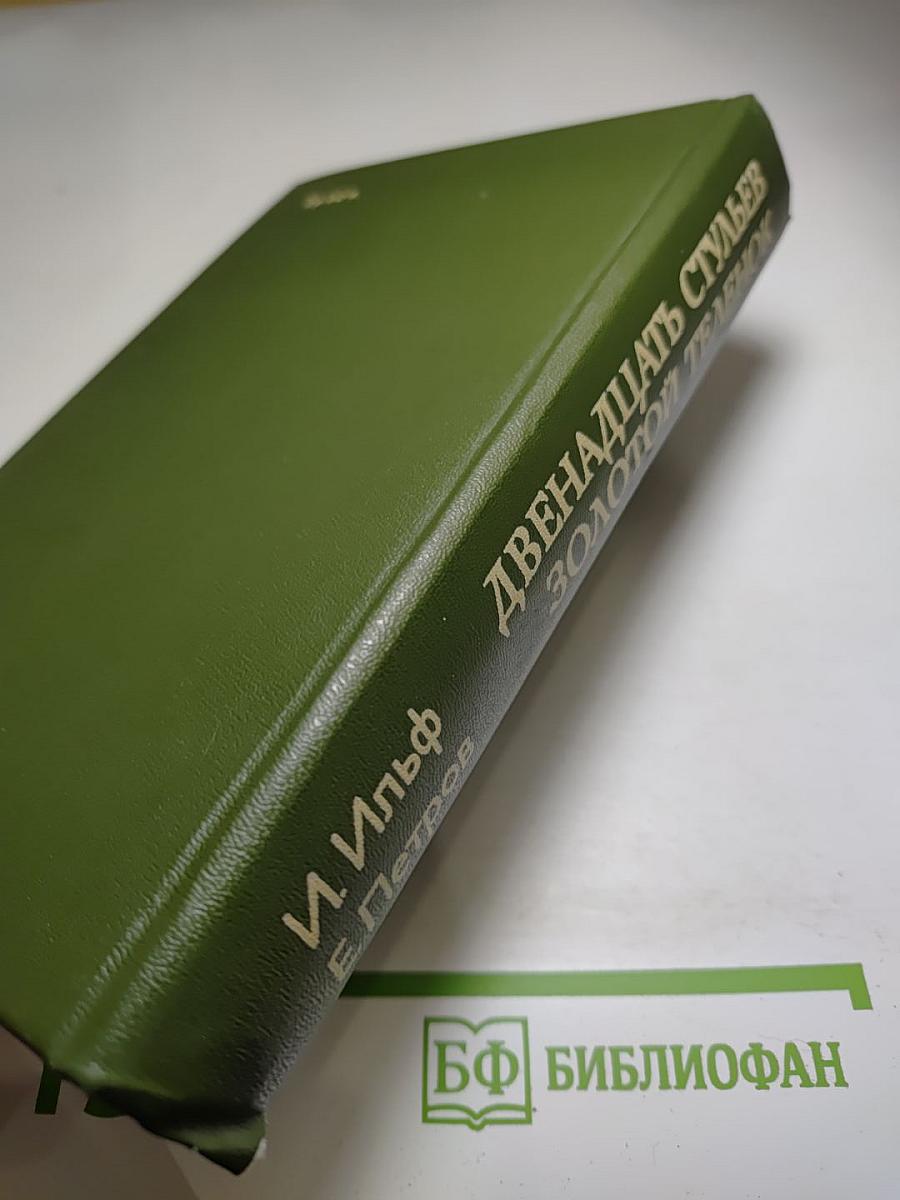 ДВЕНАДЦАТЬ СТУЛЬЕВ
ЗОЛОТОЙ ТЕЛЕНОК
И. Ильф
Е. Петров
БФ БИБЛИОФАН